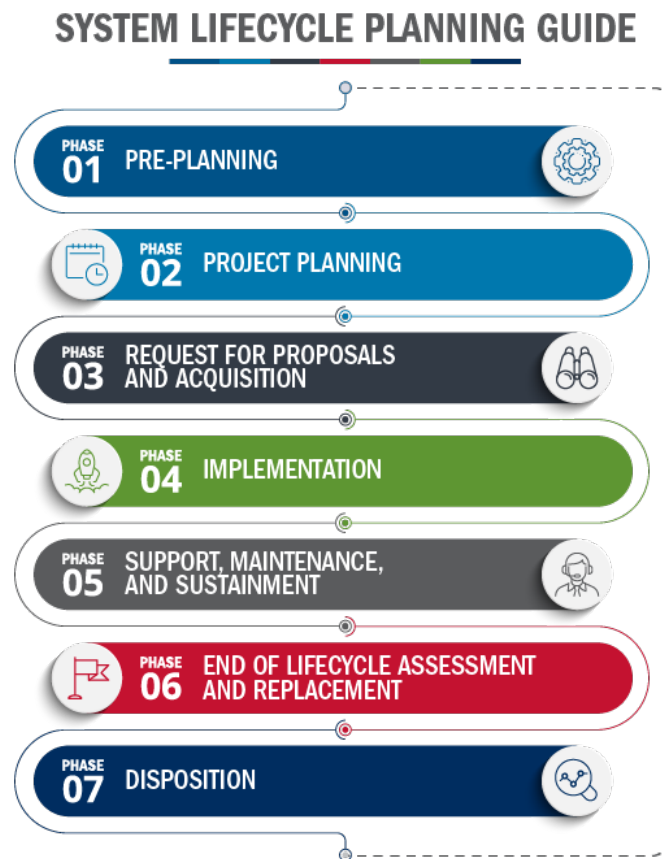 SYSTEM LIFECYCLE PLANNING GUIDE
PHASE
01
PRE-PLANNING
PHASE
02
PROJECT PLANNING
PHASE
03
REQUEST FOR PROPOSALS
AND ACQUISITION
PHASE
04
IMPLEMENTATION
PHASE
05
SUPPORT, MAINTENANCE,
AND SUSTAINMENT
PHASE
06
END OF LIFECYCLE ASSESSMENT
AND REPLACEMENT
PHASE
07
DISPOSITION